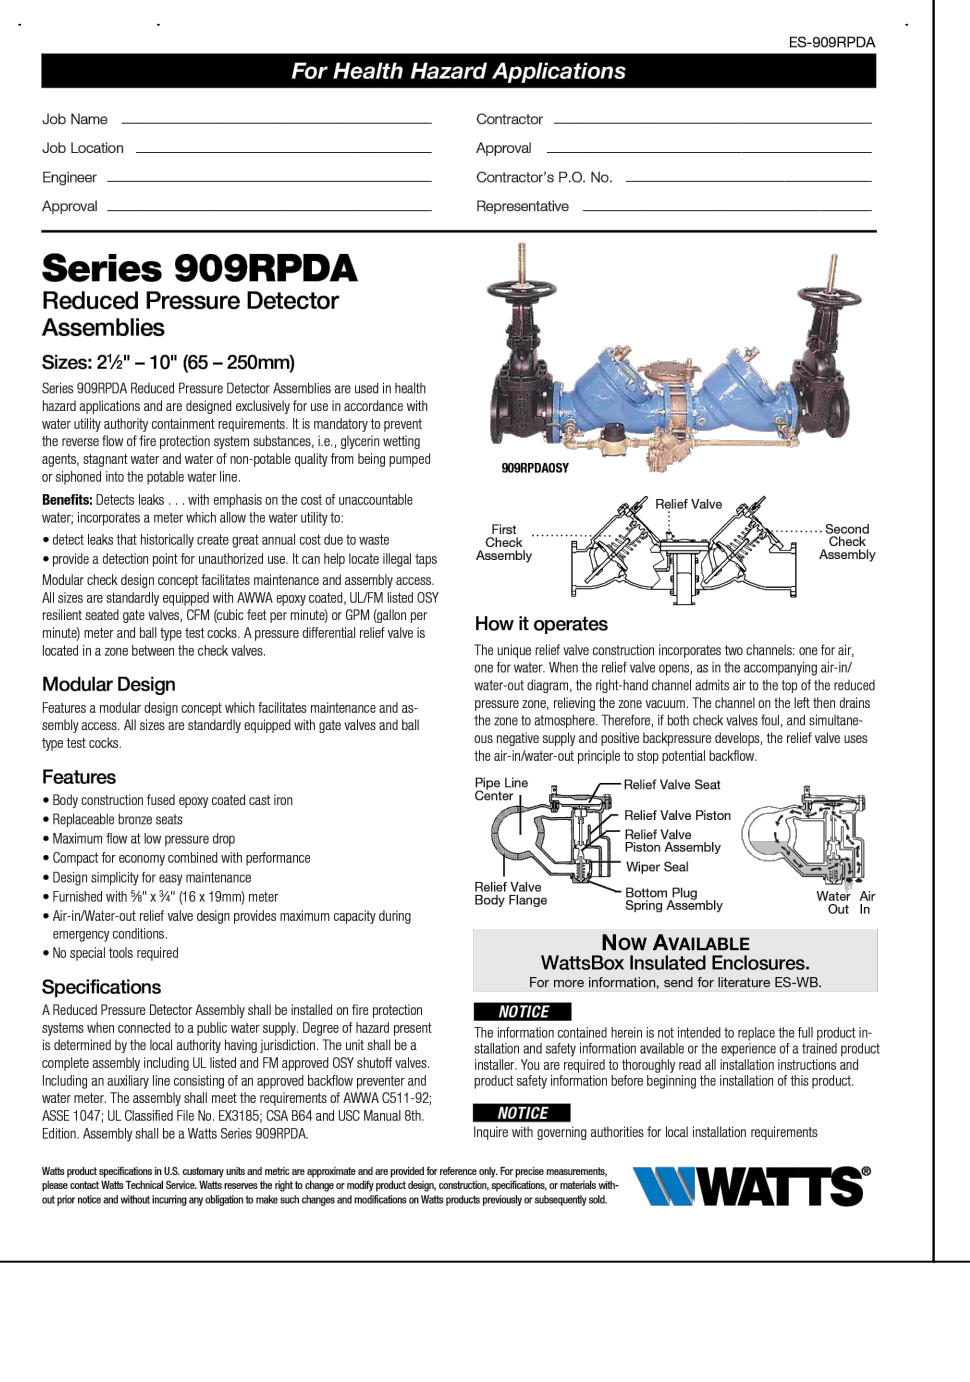 ES-909RPDA
For Health Hazard Applications
Job Name
Contractor
Job Location
Approval
Engineer
Contractor's P.O. No.
Approval
Representative
Series 909RPDA
Reduced Pressure Detector
Assemblies
Sizes: 2½" – 10" (65 – 250mm)
Series 909RPDA Reduced Pressure Detector Assemblies are used in health
hazard applications and are designed exclusively for use in accordance with
water utility authority containment requirements. It is mandatory to prevent
the reverse flow of fire protection system substances, i.e., glycerin wetting
agents, stagnant water and water of non-potable quality from being pumped
or siphoned into the potable water line.
Benefits: Detects leaks . . . with emphasis on the cost of unaccountable
water; incorporates a meter which allow the water utility to:
• detect leaks that historically create great annual cost due to waste
• provide a detection point for unauthorized use. It can help locate illegal taps
Modular check design concept facilitates maintenance and assembly access.
All sizes are standardly equipped with AWWA epoxy coated, UL/FM listed OSY
resilient seated gate valves, CFM (cubic feet per minute) or GPM (gallon per
minute) meter and ball type test cocks. A pressure differential relief valve is
located in a zone between the check valves.
Modular Design
Features a modular design concept which facilitates maintenance and as-
sembly access. All sizes are standardly equipped with gate valves and ball
type test cocks.
Features
• Body construction fused epoxy coated cast iron
• Replaceable bronze seats
• Maximum flow at low pressure drop
• Compact for economy combined with performance
• Design simplicity for easy maintenance
• Furnished with ⅝" x ¾" (16 x 19mm) meter
• Air-in/Water-out relief valve design provides maximum capacity during
emergency conditions.
• No special tools required
Specifications
A Reduced Pressure Detector Assembly shall be installed on fire protection
systems when connected to a public water supply. Degree of hazard present
is determined by the local authority having jurisdiction. The unit shall be a
complete assembly including UL listed and FM approved OSY shutoff valves.
Including an auxiliary line consisting of an approved backflow preventer and
water meter. The assembly shall meet the requirements of AWWA C511-92;
ASSE 1047; UL Classified File No. EX3185; CSA B64 and USC Manual 8th.
Edition. Assembly shall be a Watts Series 909RPDA.
909RPDAOSY
Relief Valve
First
Check
Assembly
Second
Check
Assembly
How it operates
The unique relief valve construction incorporates two channels: one for air,
one for water. When the relief valve opens, as in the accompanying air-in/
water-out diagram, the right-hand channel admits air to the top of the reduced
pressure zone, relieving the zone vacuum. The channel on the left then drains
the zone to atmosphere. Therefore, if both check valves foul, and simultane-
ous negative supply and positive backpressure develops, the relief valve uses
the air-in/water-out principle to stop potential backflow.
Pipe Line
Center
Relief Valve Seat
Relief Valve Piston
Relief Valve
Piston Assembly
Wiper Seal
Relief Valve
Body Flange
Bottom Plug
Spring Assembly
Water
Out
Air
In
NOW AVAILABLE
WattsBox Insulated Enclosures.
For more information, send for literature ES-WB.
NOTICE
The information contained herein is not intended to replace the full product in-
stallation and safety information available or the experience of a trained product
installer. You are required to thoroughly read all installation instructions and
product safety information before beginning the installation of this product.
NOTICE
Inquire with governing authorities for local installation requirements
Watts product specifications in U.S. customary units and metric are approximate and are provided for reference only. For precise measurements,
please contact Watts Technical Service. Watts reserves the right to change or modify product design, construction, specifications, or materials with-
out prior notice and without incurring any obligation to make such changes and modifications on Watts products previously or subsequently sold.
WATTS®